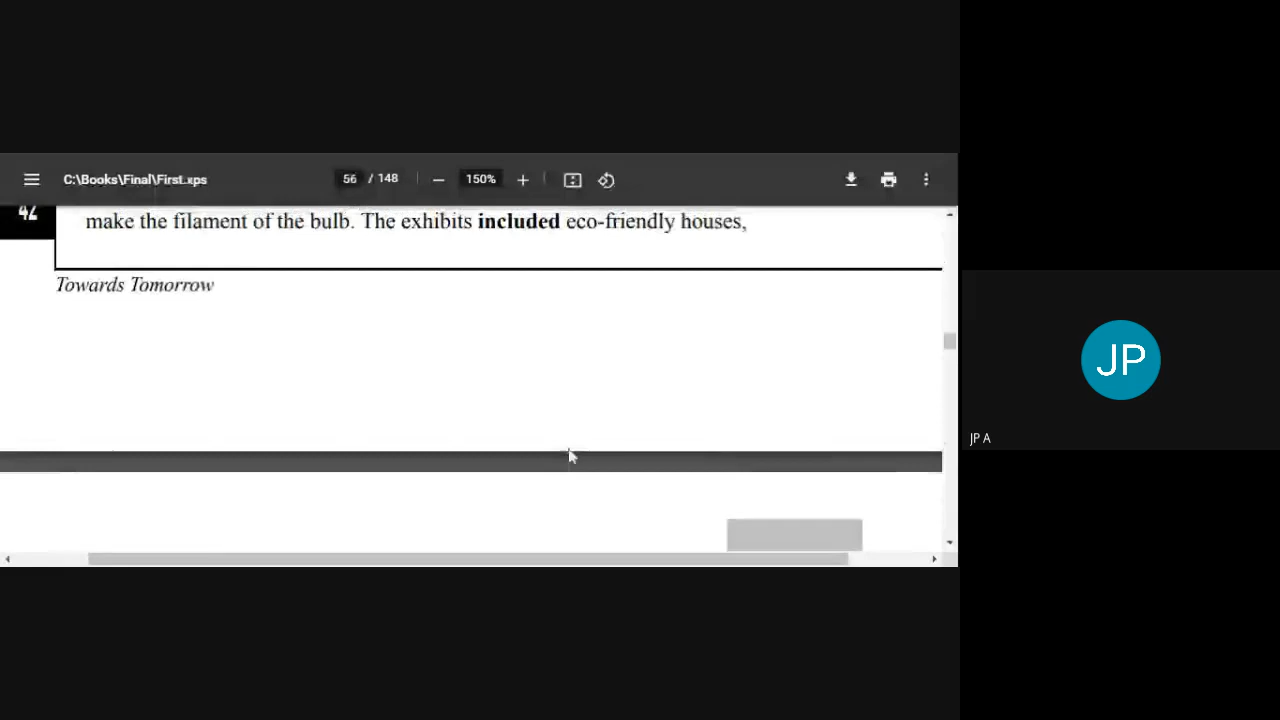 C:\Books\Final\First.xps
56 / 148
150%
42
make the filament of the bulb. The exhibits included eco-friendly houses,
Towards Tomorrow
JP
JP A